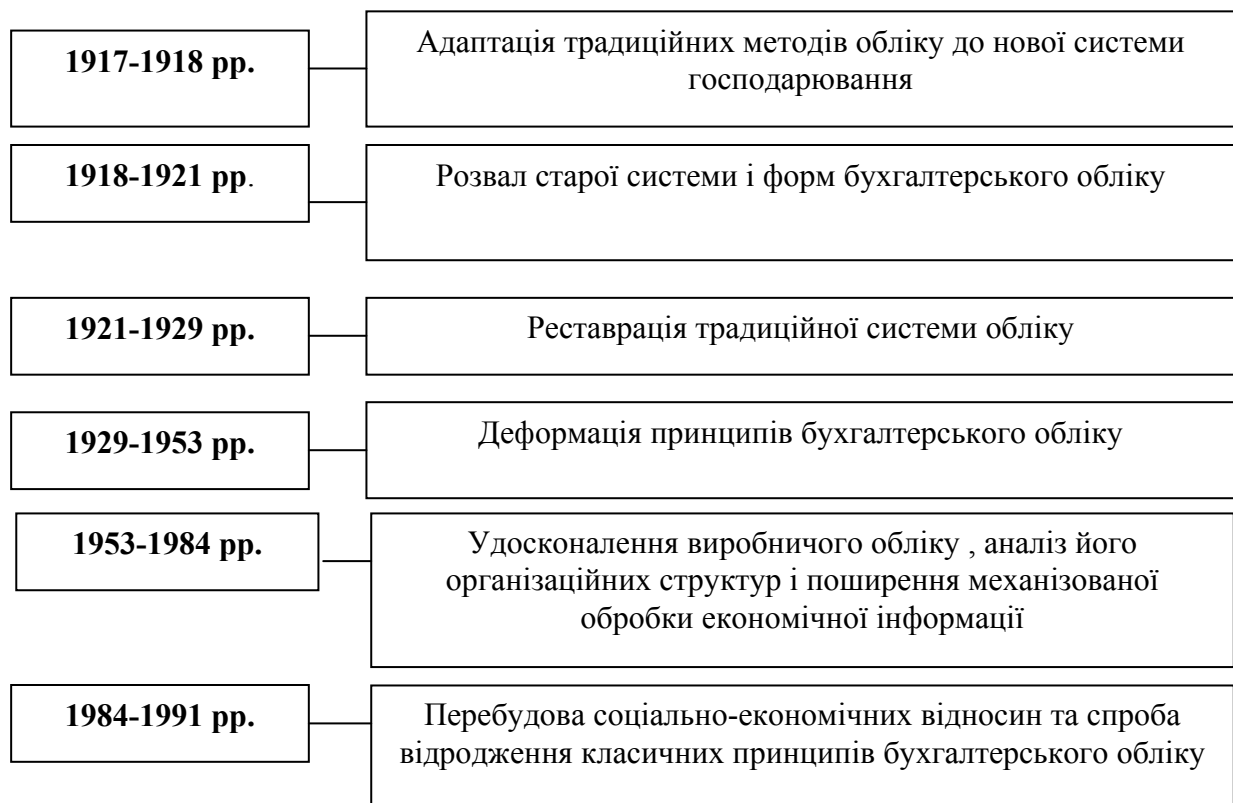 1917-1918 рр.
Адаптація традиційних методів обліку до нової системи
господарювання
1918-1921 рр.
Розвал старої системи і форм бухгалтерського обліку
1921-1929 рр.
Реставрація традиційної системи обліку
1929-1953 рр.
Деформація принципів бухгалтерського обліку
1953-1984 рр.
Удосконалення виробничого обліку , аналіз його
організаційних структур і поширення механізованої
обробки економічної інформації
1984-1991 рр.
Перебудова соціально-економічних відносин та спроба
відродження класичних принципів бухгалтерського обліку